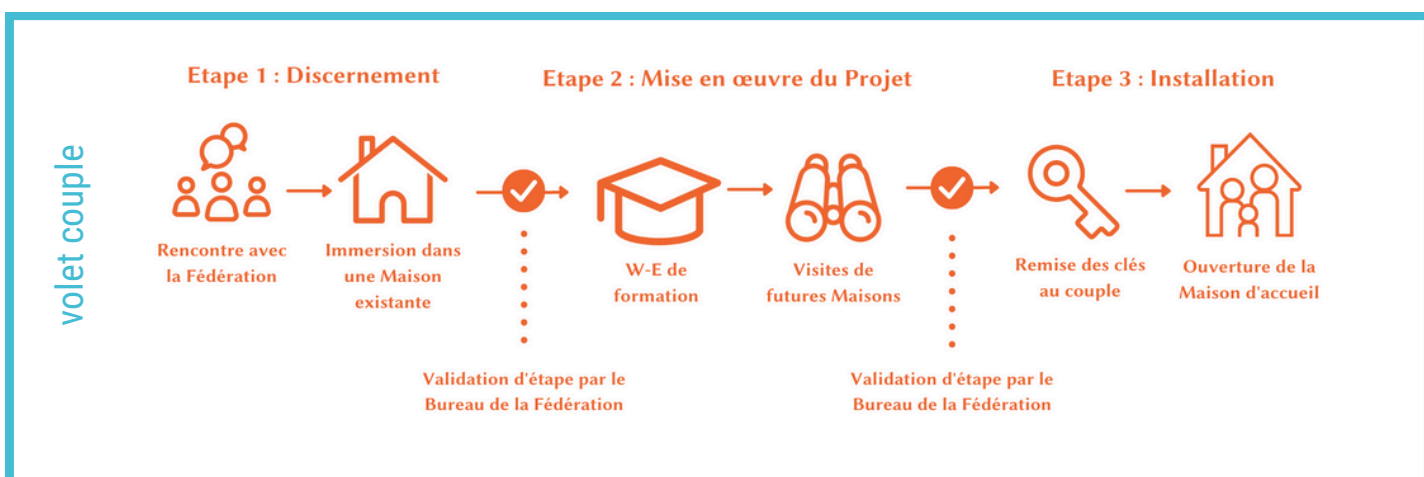 volet couple
Etape 1 : Discernement
Rencontre avec
la Fédération
Immersion dans
une Maison
existante
Validation d'étape par le
Bureau de la Fédération
Etape 2 : Mise en œuvre du Projet
W-E de
formation
Visites de
futures Maisons
Validation d'étape par le
Bureau de la Fédération
Etape 3 : Installation
Remise des clés
au couple
Ouverture de la
Maison d'accueil